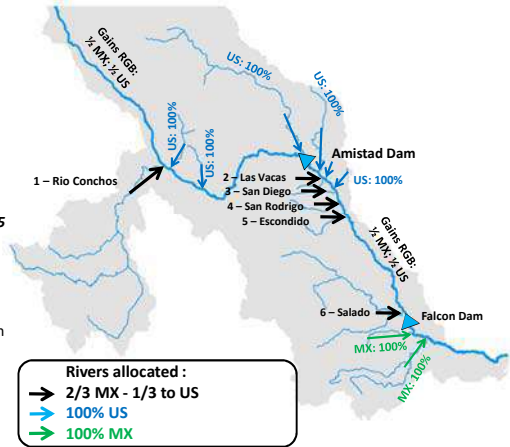 Gains RGB:
½ MX; ½ US
US: 100%
US: 100%
US: 100%
US: 100%
Amistad Dam
US: 100%
1 – Rio Conchos
2 – Las Vacas
3 – San Diego
4 – San Rodrigo
5 – Escondido
5
Gains RGB:
½ MX; ½ US
6 – Salado
Falcon Dam
n
MX: 100%
MX: 100%
Rivers allocated :
2/3 MX - 1/3 to US
100% US
100% MX